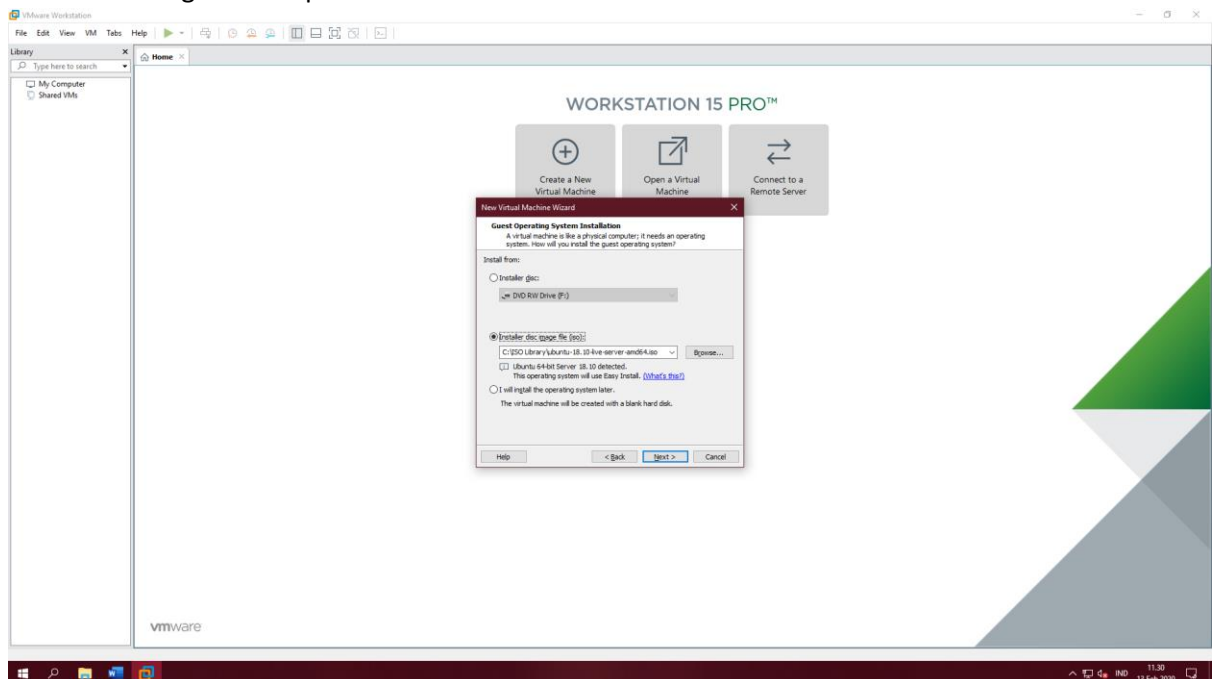 VMware Workstation
File Edit View VM Tabs Help
Library
Home
Type here to search
My Computer
Shared VMs
WORKSTATION 15 PRO™
Create a New
Virtual Machine
Open a Virtual
Machine
Connect to a
Remote Server
New Virtual Machine Wizard
Guest Operating System Installation
A virtual machine is like a physical computer; it needs an operating
system. How will you install the guest operating system?
Install from:
Installer disc:
DVD RW Drive (F:)
Installer disc image file (iso):
C:\ISO Library\ubuntu-18.10-live-server-amd64.iso
Browse...
Ubuntu 64-bit Server 18.10 detected.
This operating system will use Easy Install. (What's this?)
I will install the operating system later.
The virtual machine will be created with a blank hard disk.
Help
< Back
Next >
Cancel
vmware
IND
11.30
13 Feb 2020